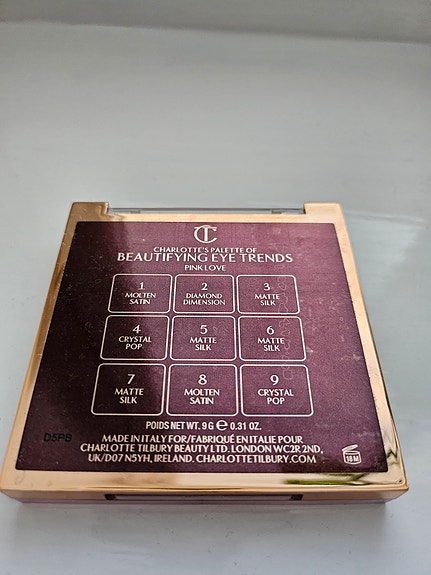 CT
CHARLOTTE'S PALETTE OF
BEAUTIFYING EYE TRENDS
PINK LOVE
1
MOLTEN
SATIN
2
DIAMOND
DIMENSION
3
MATTE
SILK
4
CRYSTAL
POP
5
MATTE
SILK
6
MATTE
SILK
7
MATTE
SILK
8
MOLTEN
SATIN
9
CRYSTAL
POP
POIDS NET WT. 9 G ℮ 0.31 OZ.
D5PB
MADE IN ITALY FOR/FABRIQUÉ EN ITALIE POUR
CHARLOTTE TILBURY BEAUTY LTD. LONDON WC2R 2ND,
UK/D07 N5YH, IRELAND. CHARLOTTETILBURY.COM
18 M